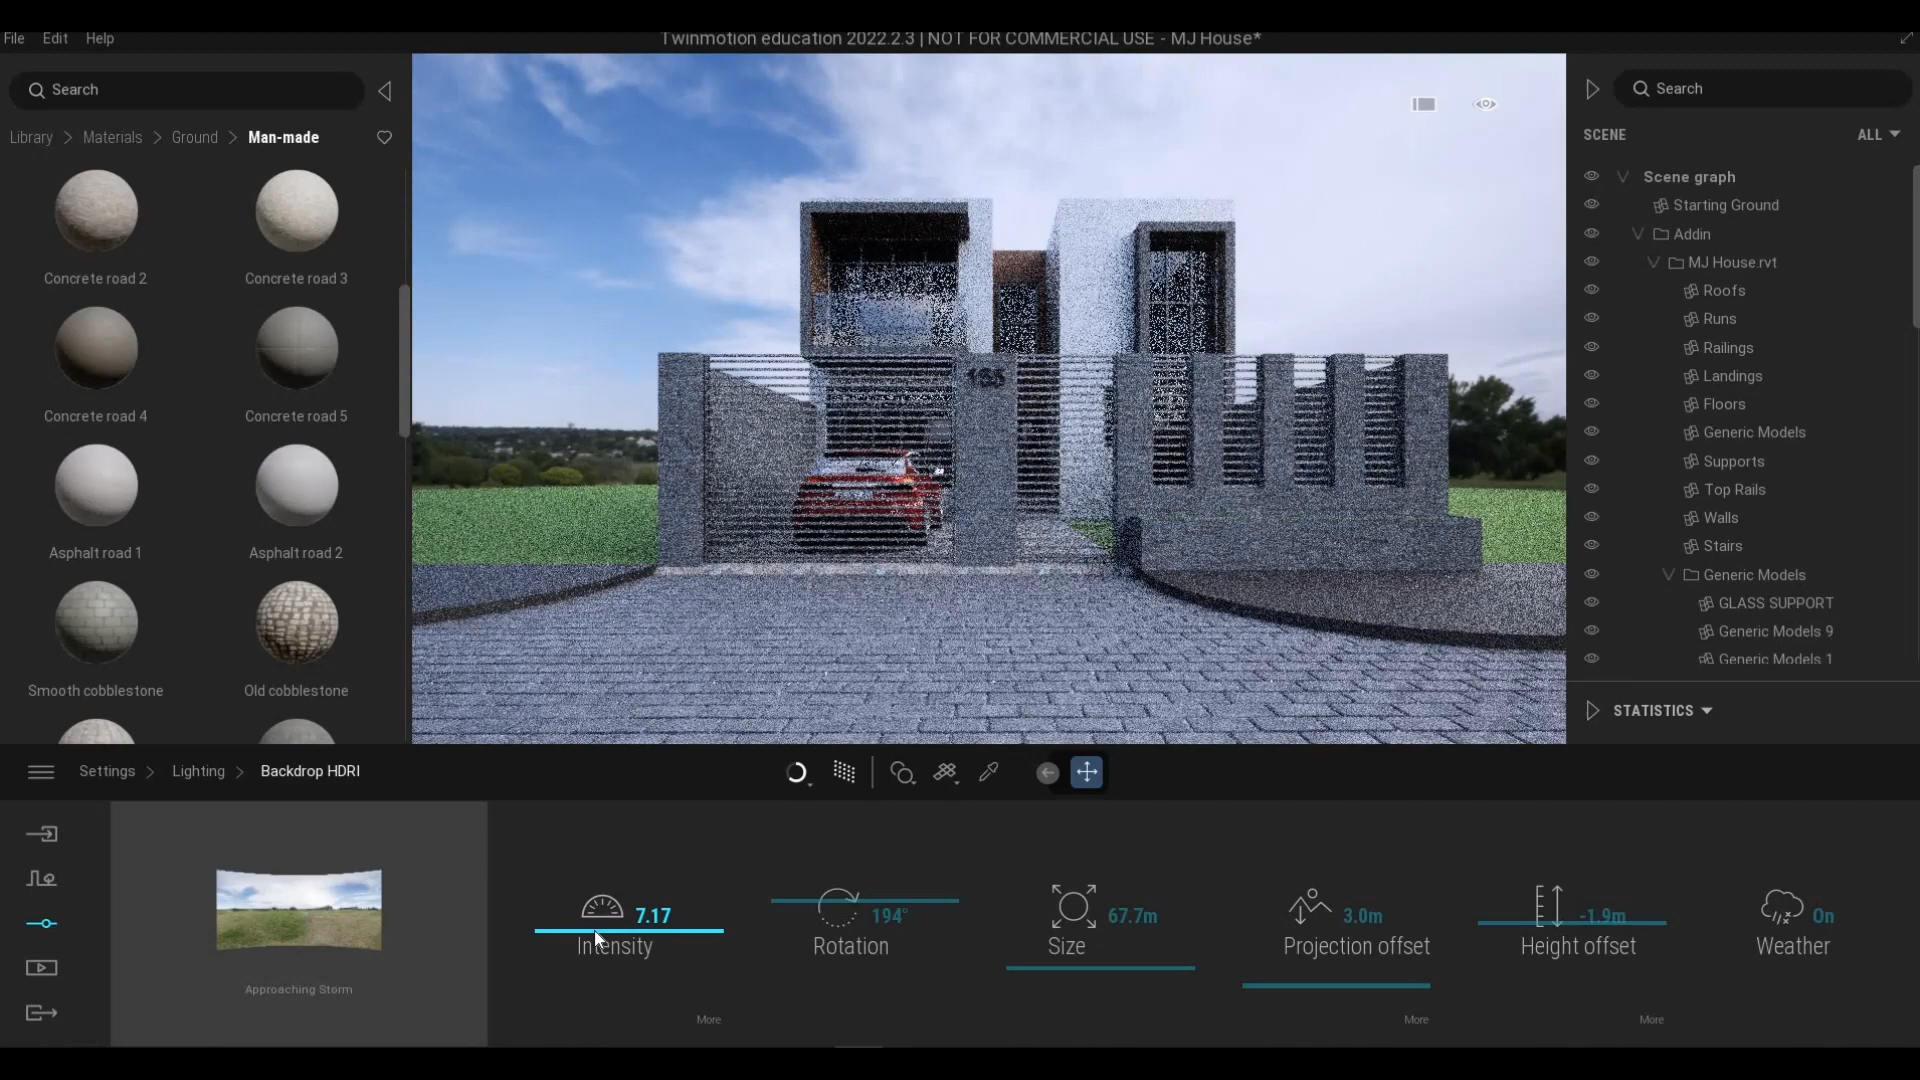 Twinmotion education 2022.2.3 | NOT FOR COMMERCIAL USE - MJ House*
File Edit Help
Search
Library Materials Ground Man-made
Concrete road 2 Concrete road 3
Concrete road 4 Concrete road 5
Asphalt road 1 Asphalt road 2
Smooth cobblestone Old cobblestone
165
Search
SCENE ALL
Scene graph
Starting Ground
Addin
MJ House.rvt
Roofs
Runs
Railings
Landings
Floors
Generic Models
Supports
Top Rails
Walls
Stairs
Generic Models
GLASS SUPPORT
Generic Models 9
Generic Models 1
STATISTICS
Settings Lighting Backdrop HDRI
Approaching Storm
7.17
Intensity
More
194°
Rotation
67.7m
Size
3.0m
Projection offset
More
-1.9m
Height offset
More
On
Weather